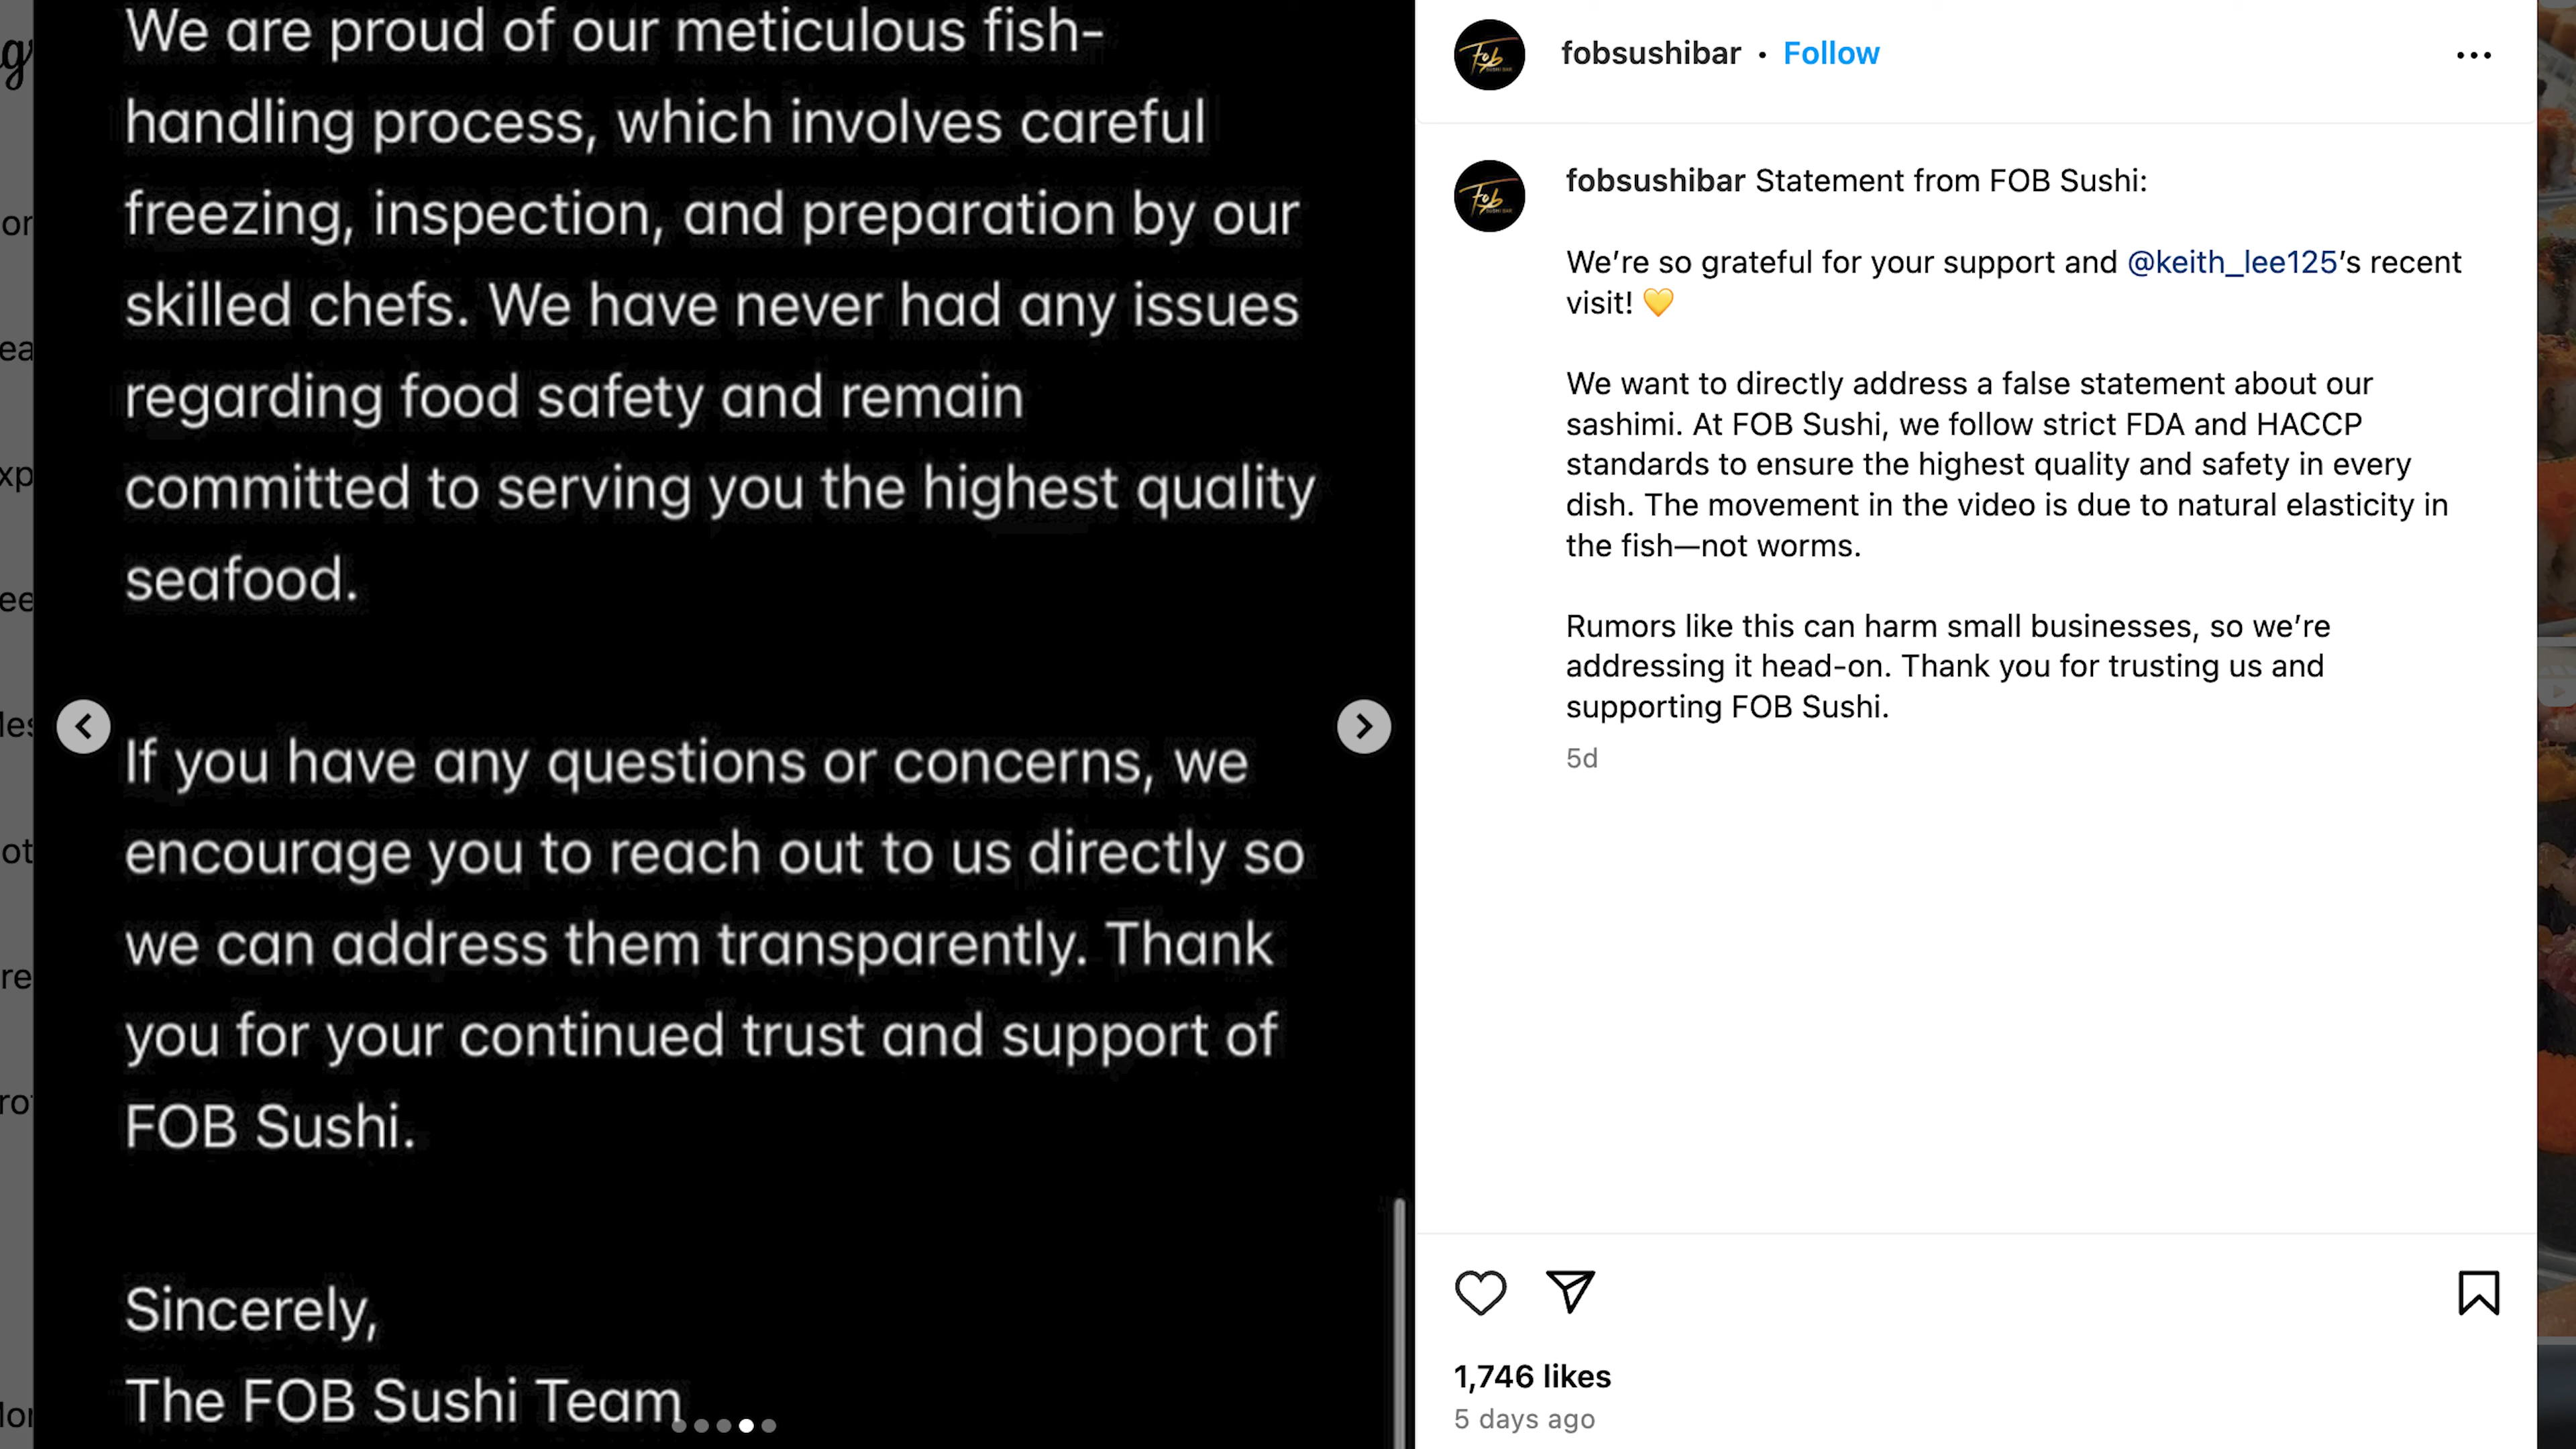 We are proud of our meticulous fish-
handling process, which involves careful
freezing, inspection, and preparation by our
skilled chefs. We have never had any issues
regarding food safety and remain
committed to serving you the highest quality
seafood.
If you have any questions or concerns, we
encourage you to reach out to us directly so
we can address them transparently. Thank
you for your continued trust and support of
FOB Sushi.
Sincerely,
The FOB Sushi Team
fobsushibar • Follow
fobsushibar Statement from FOB Sushi:
We’re so grateful for your support and @keith_lee125’s recent
visit! 💛
We want to directly address a false statement about our
sashimi. At FOB Sushi, we follow strict FDA and HACCP
standards to ensure the highest quality and safety in every
dish. The movement in the video is due to natural elasticity in
the fish—not worms.
Rumors like this can harm small businesses, so we’re
addressing it head-on. Thank you for trusting us and
supporting FOB Sushi.
5d
1,746 likes
5 days ago